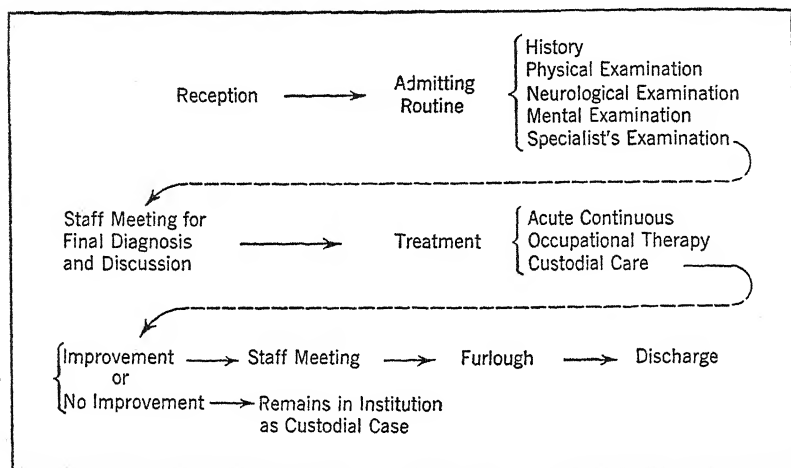 History
Physical Examination
Reception Admitting Routine
Neurological Examination
Mental Examination
Specialist's Examination
Staff Meeting for
Final Diagnosis
and Discussion
Treatment
Acute Continuous
Occupational Therapy
Custodial Care
Improvement
or
No Improvement
Staff Meeting
Furlough
Discharge
Remains in Institution
as Custodial Case